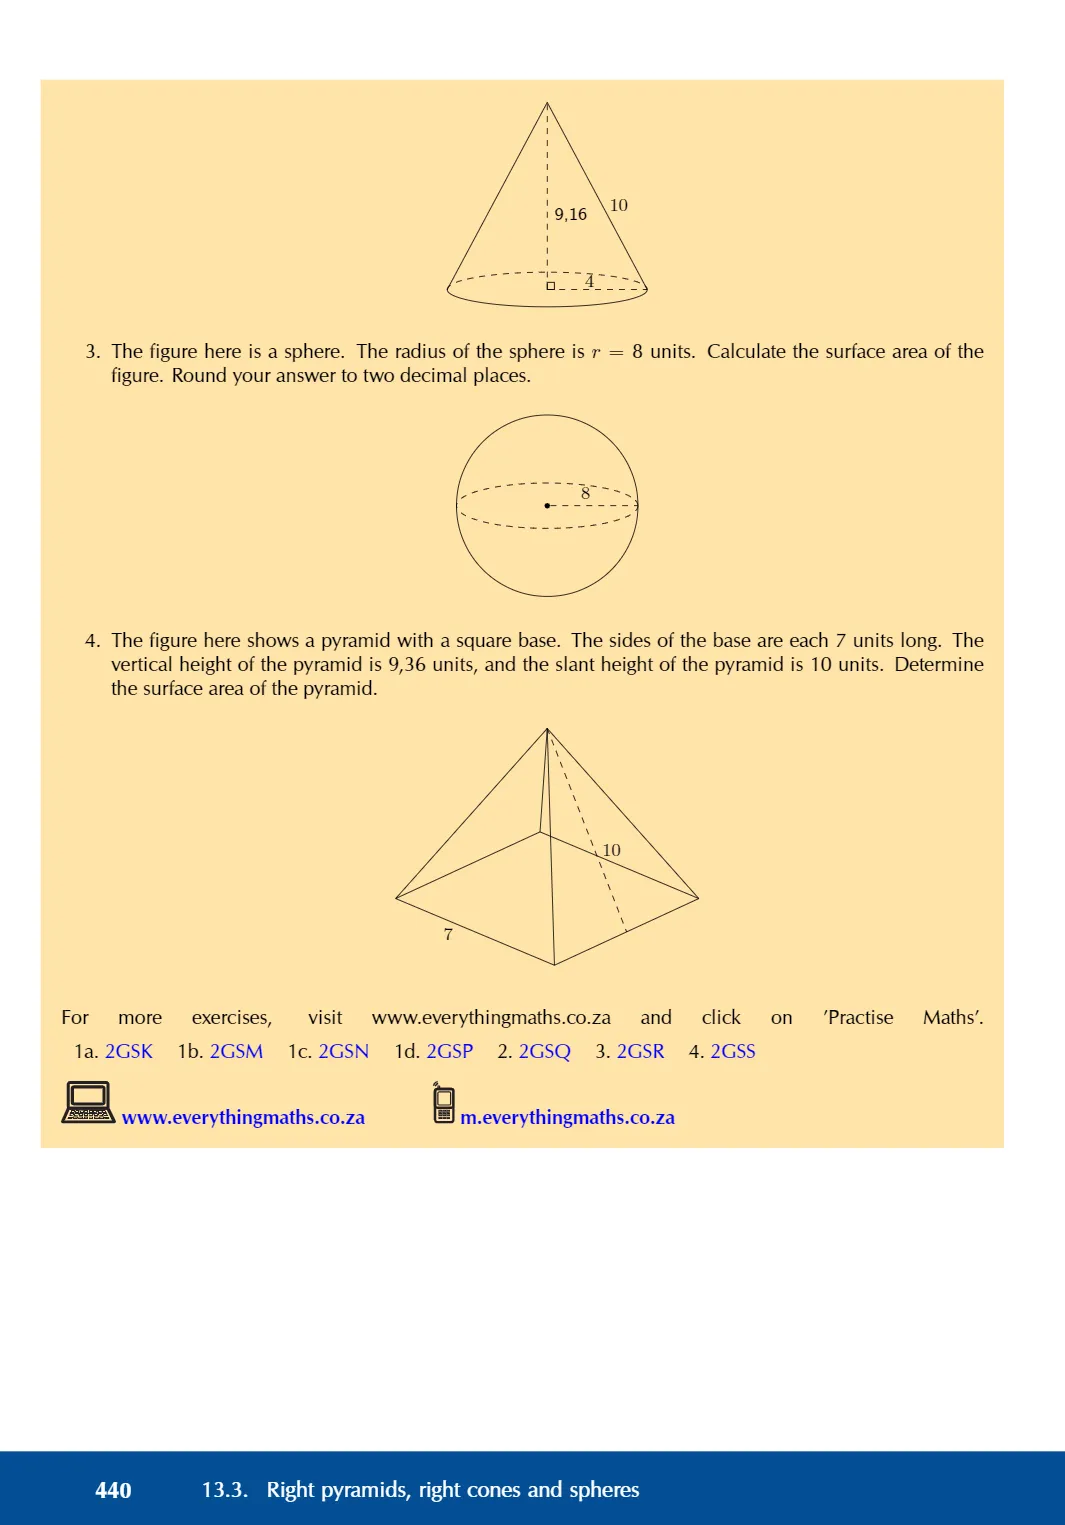 9,16
10
4
3. The figure here is a sphere. The radius of the sphere is r = 8 units. Calculate the surface area of the
figure. Round your answer to two decimal places.
8
4. The figure here shows a pyramid with a square base. The sides of the base are each 7 units long. The
vertical height of the pyramid is 9,36 units, and the slant height of the pyramid is 10 units. Determine
the surface area of the pyramid.
10
7
For more exercises, visit www.everythingmaths.co.za and click on ’Practise Maths’.
1a. 2GSK 1b. 2GSM 1c. 2GSN 1d. 2GSP 2. 2GSQ 3. 2GSR 4. 2GSS
www.everythingmaths.co.za m.everythingmaths.co.za
440 13.3. Right pyramids, right cones and spheres